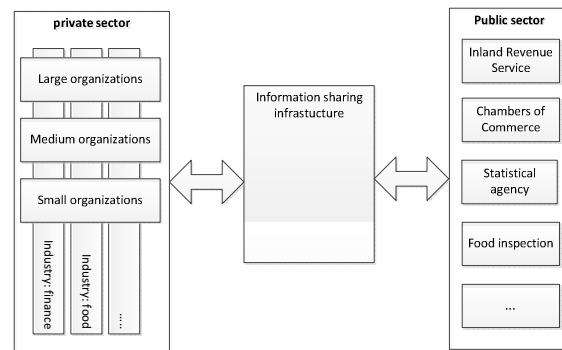 private sector
Large organizations
Medium organizations
Small organizations
Industry: finance
Industry: food
....
Information sharing
infrastucture
Public sector
Inland Revenue
Service
Chambers of
Commerce
Statistical
agency
Food inspection
...